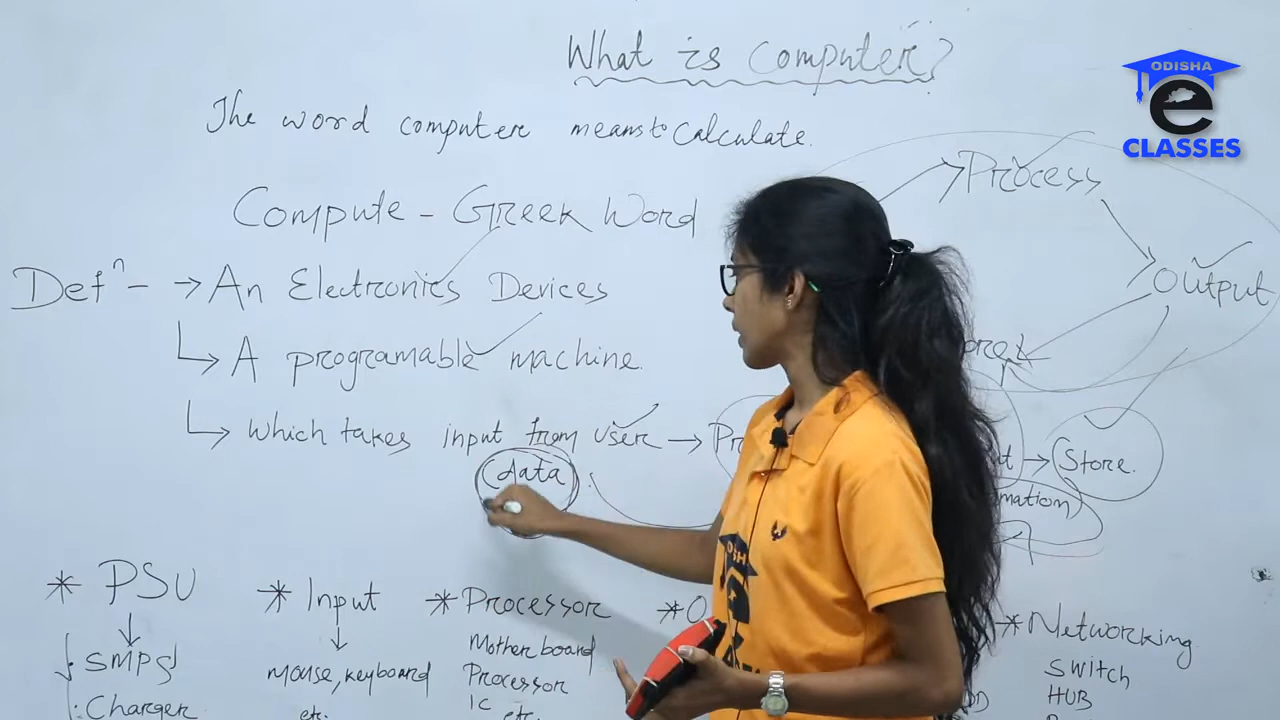 What is Computer?
ODISHA
e
CLASSES
The word computer means to Calculate.
Process
Compute - Greek Word
Defⁿ - → An Electronics Devices
Output
A programable machine.
Which takes input from user → Pr
→ Store.
(data)
mation)
* PSU
* Input
* Processor
* O
* Networking
SMPS
Mouse, keyboard
Mother board
Switch
Charger
etc.
Processor
HUB
IC
etc.
ODISHA